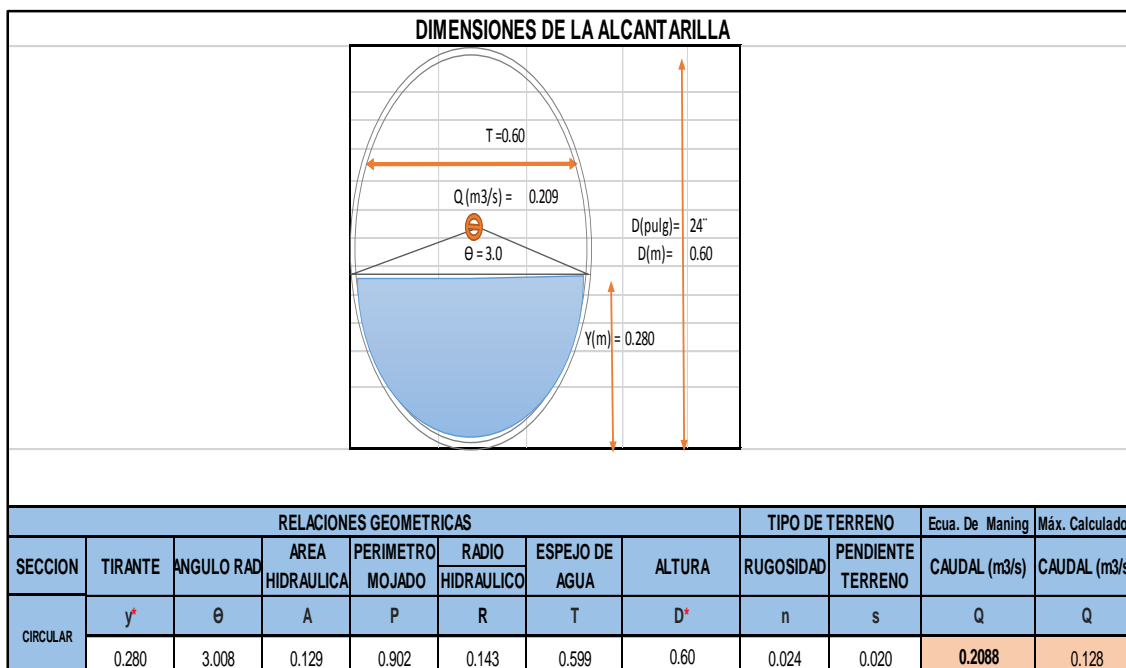 DIMENSIONES DE LA ALCANTARILLA
T =0.60
Q (m3/s) = 0.209
Θ
Θ = 3.0
D(pulg)= 24¨
D(m)= 0.60
Y(m) = 0.280
RELACIONES GEOMETRICAS TIPO DE TERRENO Ecua. De Maning Máx. Calculado
SECCION TIRANTE ANGULO RAD AREA HIDRAULICA PERIMETRO MOJADO RADIO HIDRAULICO ESPEJO DE AGUA ALTURA RUGOSIDAD PENDIENTE TERRENO CAUDAL (m3/s) CAUDAL (m3/s
CIRCULAR y* Θ A P R T D* n s Q Q
0.280 3.008 0.129 0.902 0.143 0.599 0.60 0.024 0.020 0.2088 0.128